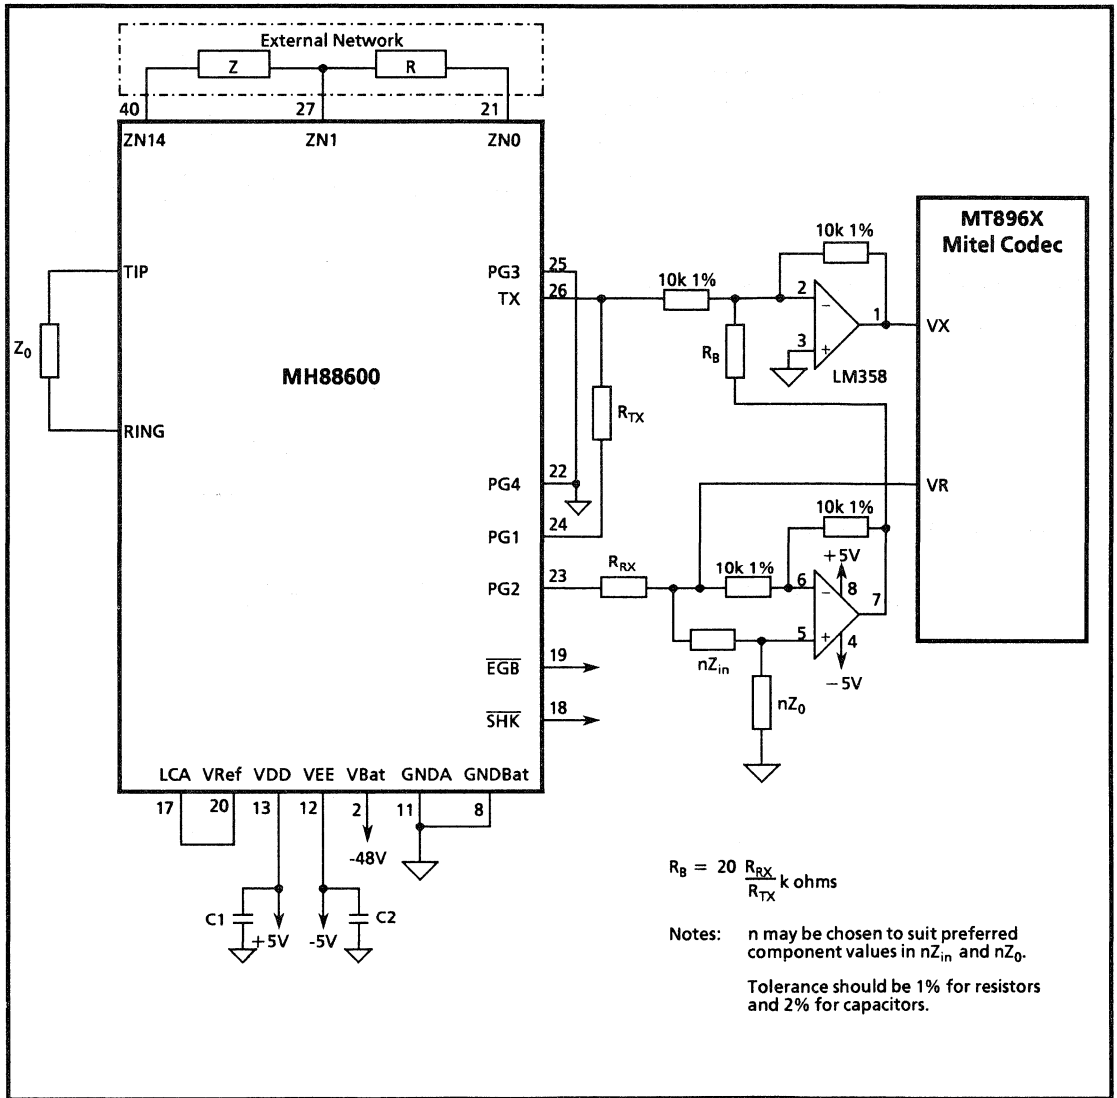 External Network
Z
R
40
27
21
ZN14
ZN1
ZN0
MT896X
Mitel Codec
10k 1%
TIP
PG3
25
TX
26
10k 1%
2
−
1
VX
3
+
LM358
Z0
RB
MH88600
RTX
RING
PG4
22
VR
10k 1%
PG1
24
+5V
RRX
PG2
23
10k 1%
6
−
8
7
5
+
4
nZin
−5V
EGB
19
nZ0
SHK
18
LCA VRef VDD VEE VBat GNDA GNDBat
17
20
13
12
2
11
8
-48V
C1
+5V
-5V
C2
RB = 20 RRX
RTX
k ohms
Notes: n may be chosen to suit preferred
component values in nZin and nZ0.
Tolerance should be 1% for resistors
and 2% for capacitors.